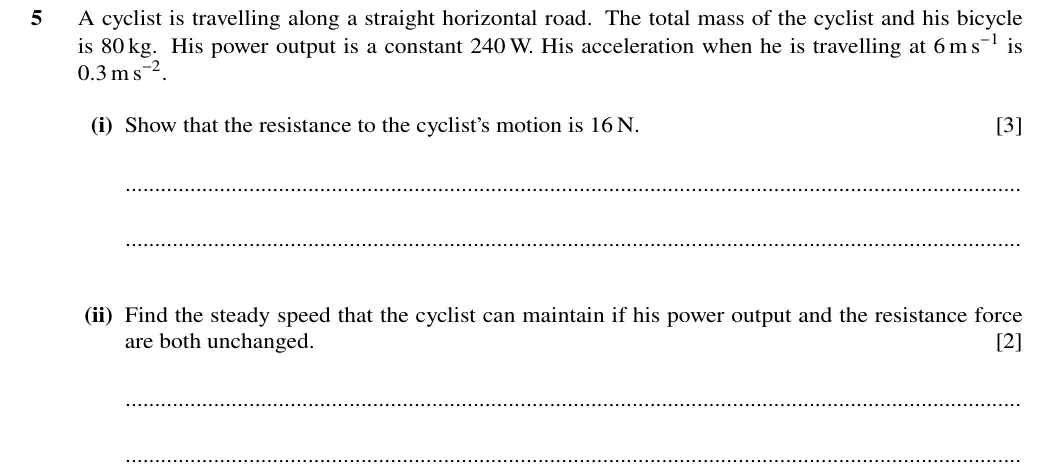 5 A cyclist is travelling along a straight horizontal road. The total mass of the cyclist and his bicycle
is 80 kg. His power output is a constant 240 W. His acceleration when he is travelling at 6 m s⁻¹ is
0.3 m s⁻².
(i) Show that the resistance to the cyclist's motion is 16 N. [3]
(ii) Find the steady speed that the cyclist can maintain if his power output and the resistance force
are both unchanged. [2]